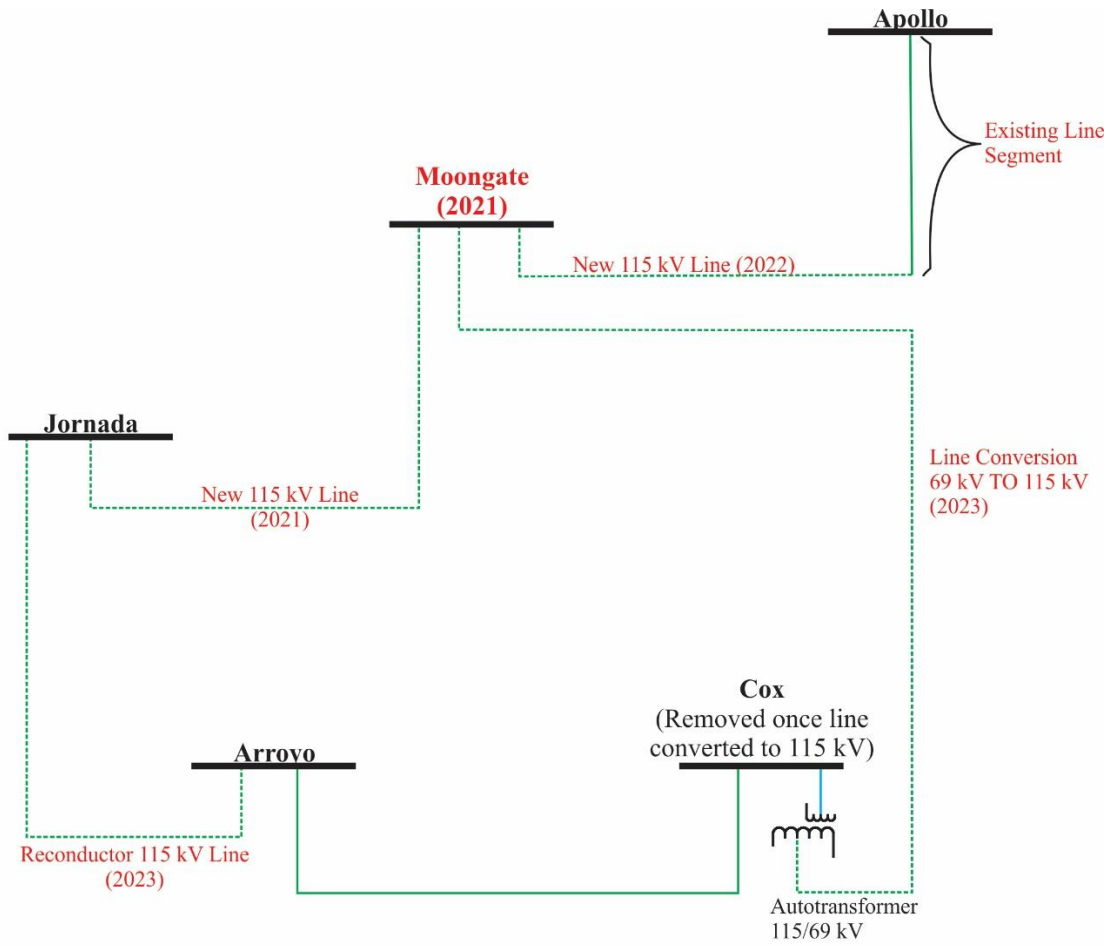 Apollo
Existing Line
Segment
Moongate
(2021)
New 115 kV Line (2022)
Jornada
New 115 kV Line
(2021)
Line Conversion
69 kV TO 115 kV
(2023)
Cox
(Removed once line
converted to 115 kV)
Arroyo
Reconductor 115 kV Line
(2023)
Autotransformer
115/69 kV